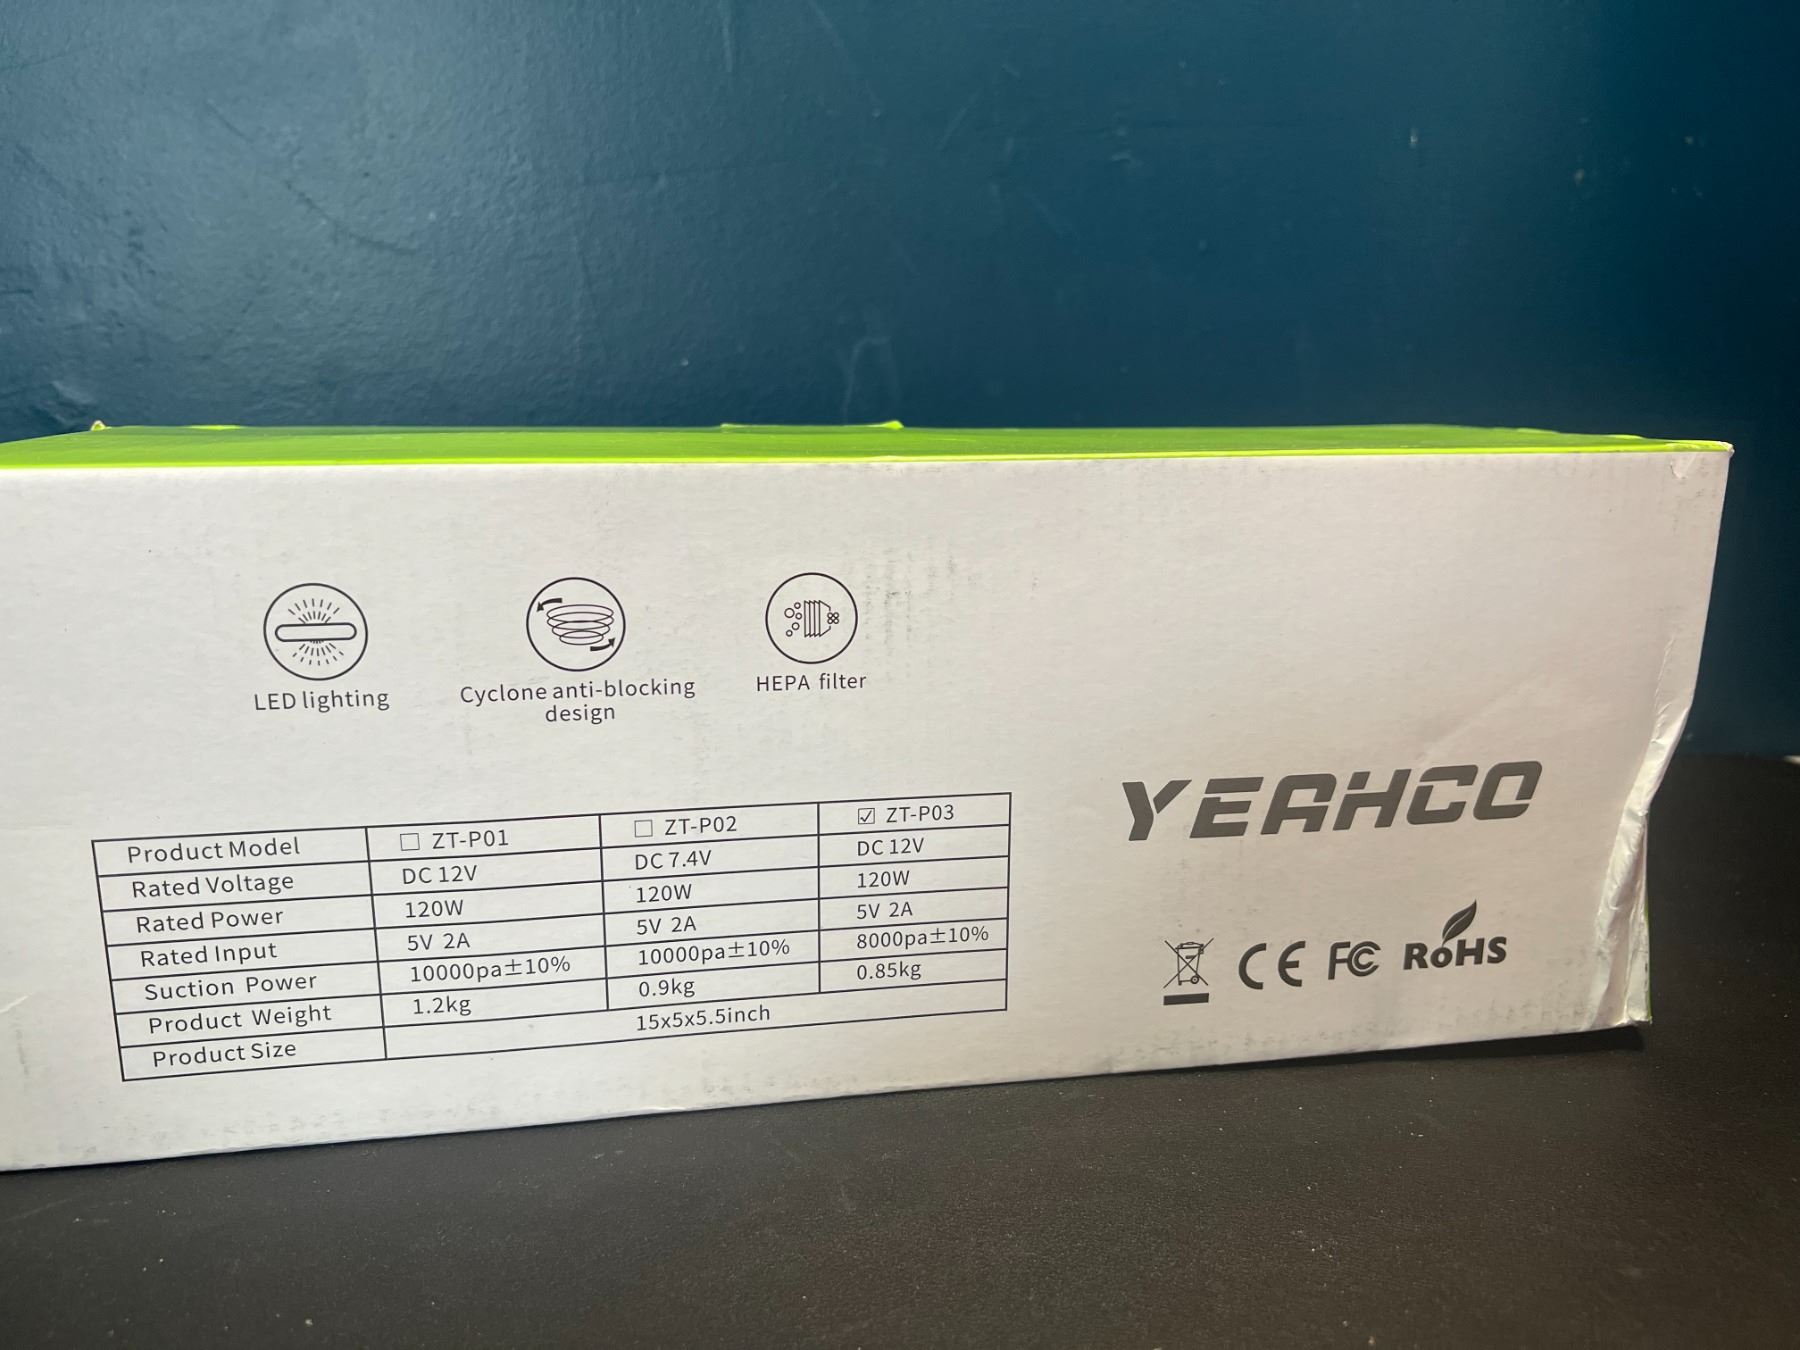 LED lighting
Cyclone anti-blocking
design
HEPA filter
Product Model ☐ ZT-P01 ☐ ZT-P02 ☑ ZT-P03
Rated Voltage DC 12V DC 7.4V DC 12V
Rated Power 120W 120W 120W
Rated Input 5V 2A 5V 2A 5V 2A
Suction Power 10000pa±10% 10000pa±10% 8000pa±10%
Product Weight 1.2kg 0.9kg 0.85kg
Product Size 15x5x5.5inch
YEAHCO
CE FC RoHS